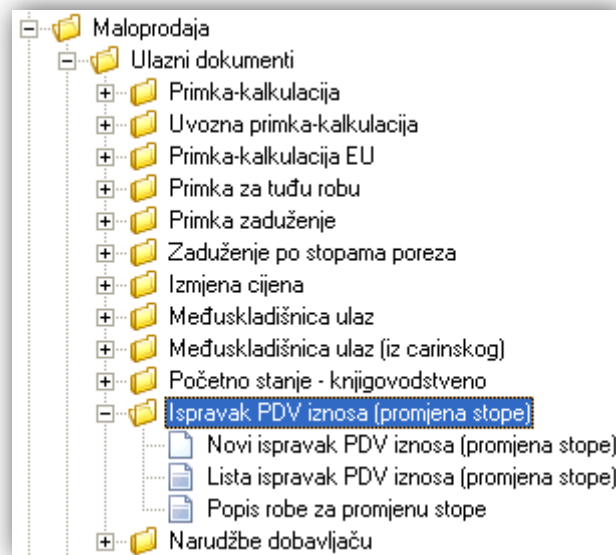 Maloprodaja
Ulazni dokumenti
Primka-kalkulacija
Uvozna primka-kalkulacija
Primka-kalkulacija EU
Primka za tuđu robu
Primka zaduženje
Zaduženje po stopama poreza
Izmjena cijena
Međuskladišnica ulaz
Međuskladišnica ulaz (iz carinskog)
Početno stanje - knjigovodstveno
Ispravak PDV iznosa (promjena stope)
Novi ispravak PDV iznosa (promjena stope)
Lista ispravak PDV iznosa (promjena stope)
Popis robe za promjenu stope
Narudžbe dobavljaču